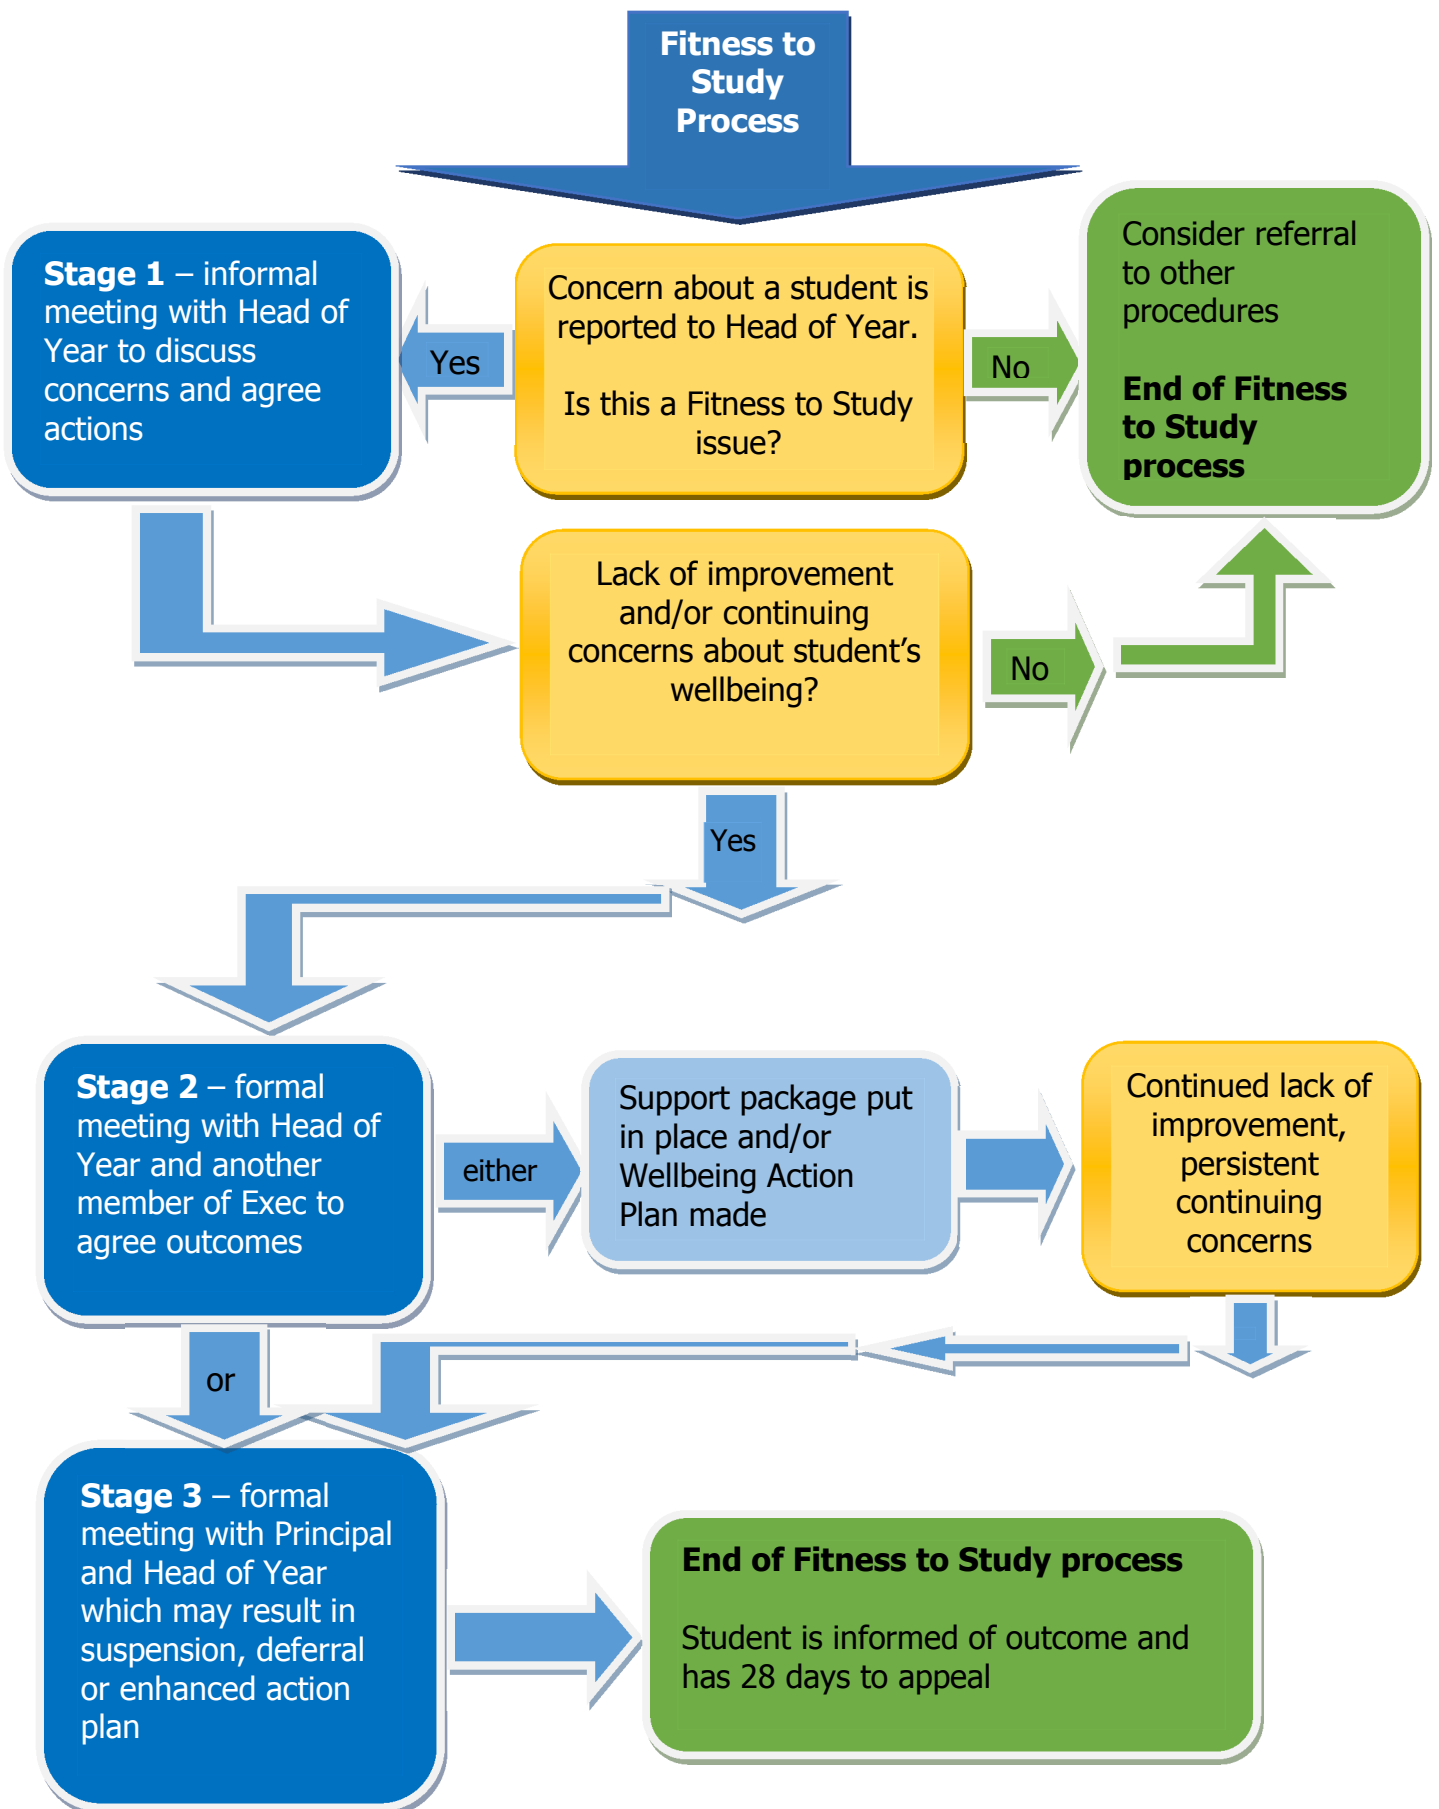 Fitness to
Study
Process
Stage 1 – informal
meeting with Head of
Year to discuss
concerns and agree
actions
Yes
Concern about a student is
reported to Head of Year.
Is this a Fitness to Study
issue?
No
Consider referral
to other
procedures
End of Fitness
to Study
process
Lack of improvement
and/or continuing
concerns about student’s
wellbeing?
No
Yes
Stage 2 – formal
meeting with Head of
Year and another
member of Exec to
agree outcomes
either
Support package put
in place and/or
Wellbeing Action
Plan made
Continued lack of
improvement,
persistent
continuing
concerns
or
Stage 3 – formal
meeting with Principal
and Head of Year
which may result in
suspension, deferral
or enhanced action
plan
End of Fitness to Study process
Student is informed of outcome and
has 28 days to appeal